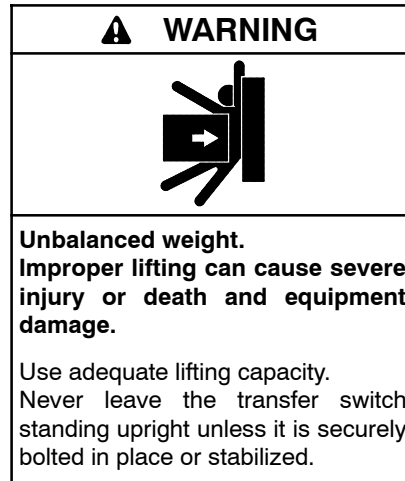 WARNING
Unbalanced weight.
Improper lifting can cause severe
injury or death and equipment
damage.
Use adequate lifting capacity.
Never leave the transfer switch
standing upright unless it is securely
bolted in place or stabilized.